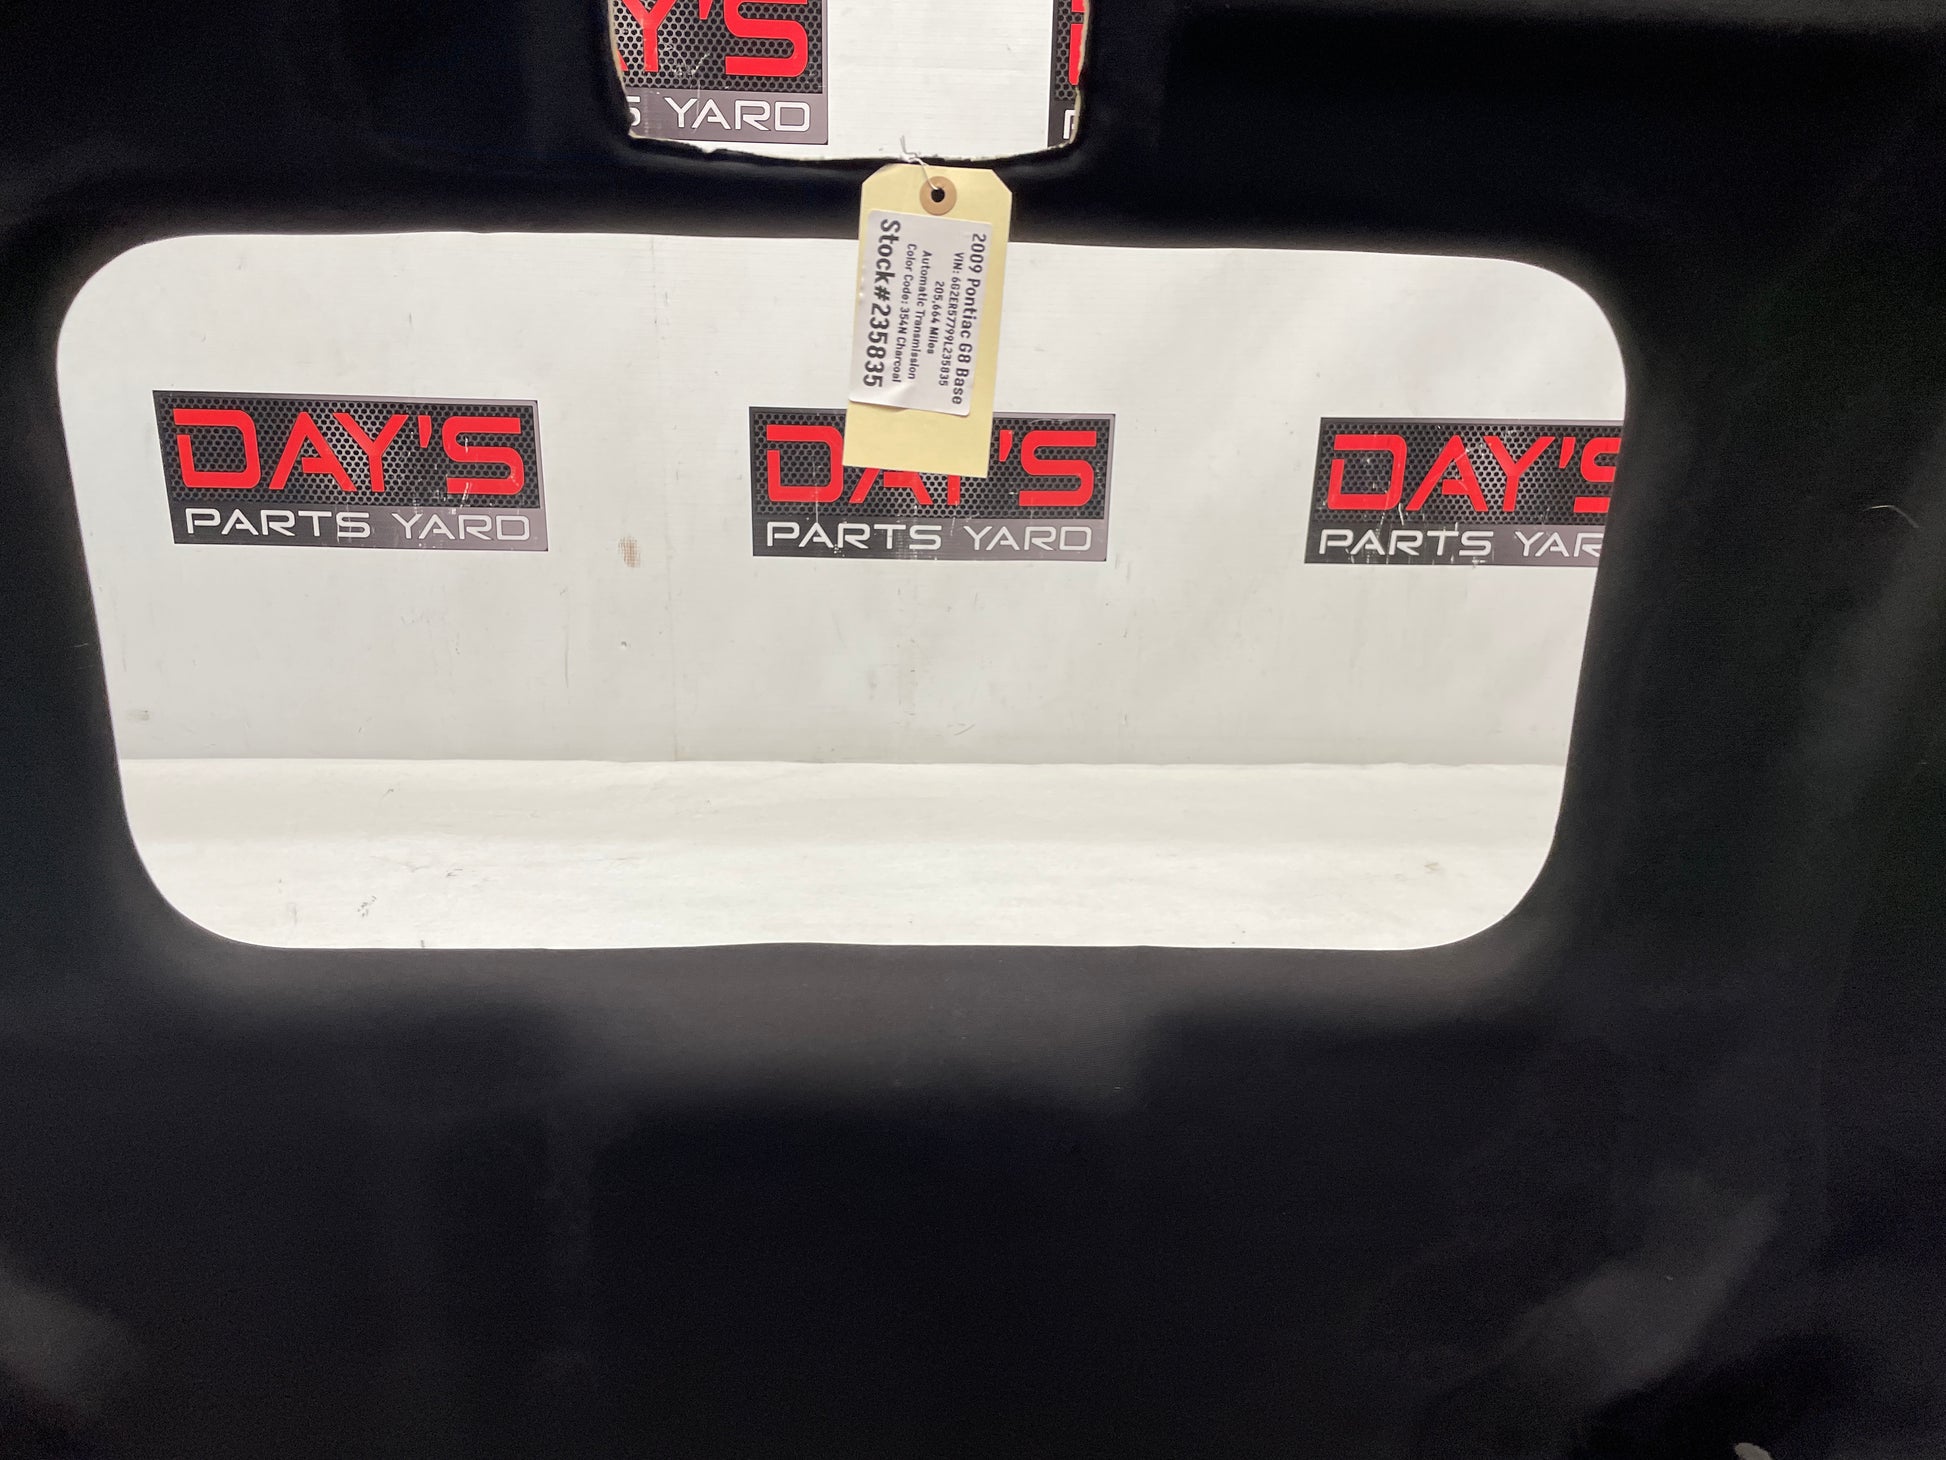 Y'S
S YARD
2009 Pontiac G8 Base
VIN: 6G2ER57799L235835
205,664 Miles
Automatic Transmission
Color Code: 354N Charcoal
Stock#235835
DAY'S
PARTS YARD
DAY'S
PARTS YARD
DAY'S
PARTS YAR